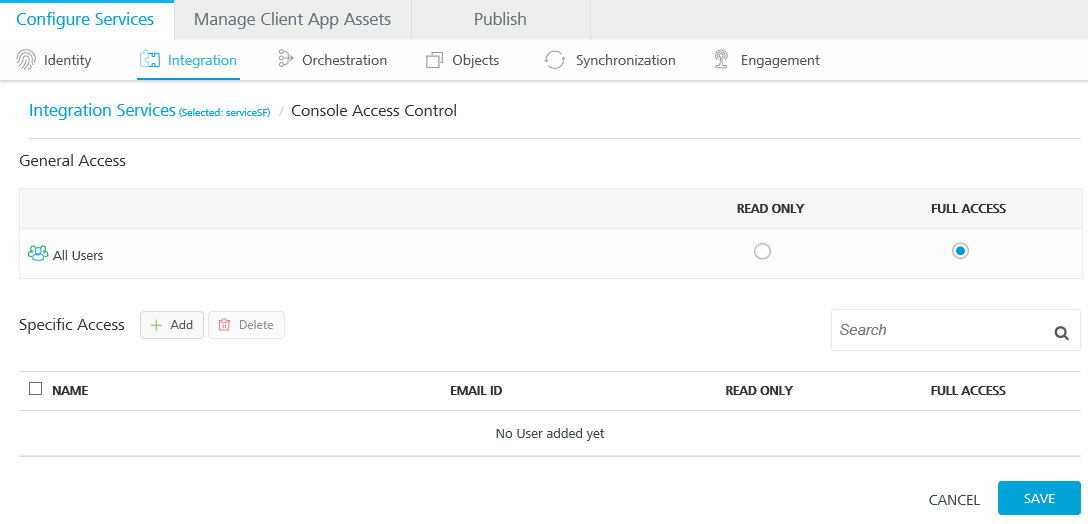 Configure Services Manage Client App Assets Publish
Identity Integration Orchestration Objects Synchronization Engagement
Integration Services (Selected: serviceSF) / Console Access Control
General Access
READ ONLY FULL ACCESS
All Users
Specific Access Add Delete Search
NAME EMAIL ID READ ONLY FULL ACCESS
No User added yet
CANCEL SAVE